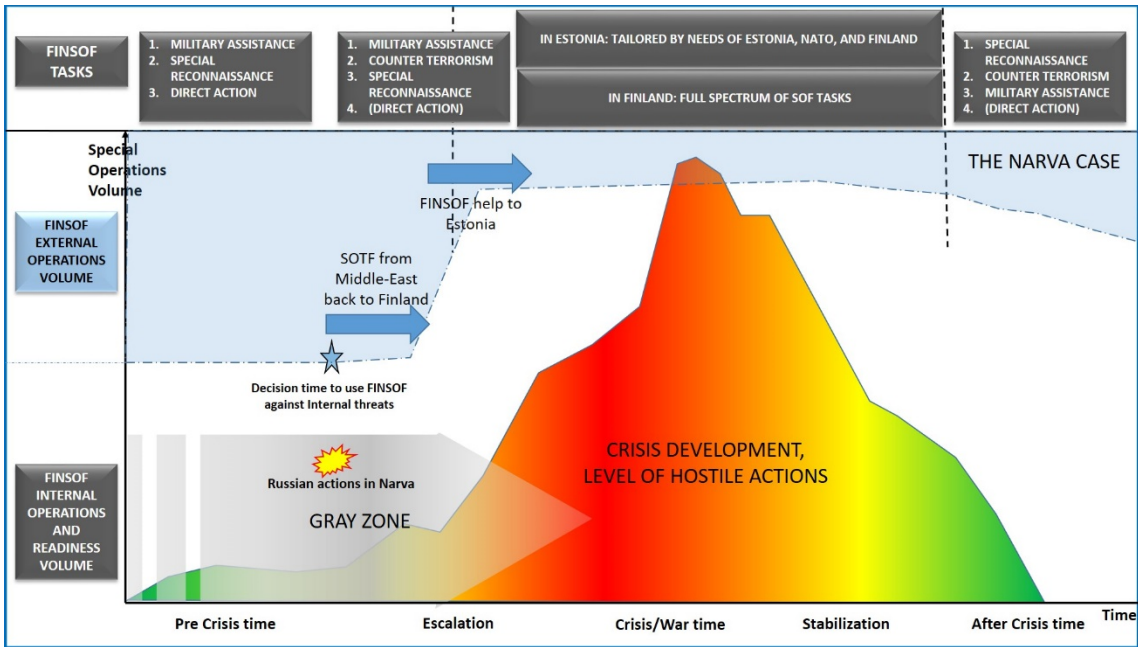 FINSOF
TASKS
1. MILITARY ASSISTANCE
2. SPECIAL
RECONNAISSANCE
3. DIRECT ACTION
1. MILITARY ASSISTANCE
2. COUNTER TERRORISM
3. SPECIAL
RECONNAISSANCE
4. (DIRECT ACTION)
IN ESTONIA: TAILORED BY NEEDS OF ESTONIA, NATO, AND FINLAND
IN FINLAND: FULL SPECTRUM OF SOF TASKS
1. SPECIAL
RECONNAISSANCE
2. COUNTER TERRORISM
3. MILITARY ASSISTANCE
4. (DIRECT ACTION)
Special
Operations
Volume
THE NARVA CASE
FINSOF
EXTERNAL
OPERATIONS
VOLUME
FINSOF help to
Estonia
SOTF from
Middle-East
back to Finland
Decision time to use FINSOF
against Internal threats
Russian actions in Narva
GRAY ZONE
CRISIS DEVELOPMENT,
LEVEL OF HOSTILE ACTIONS
FINSOF
INTERNAL
OPERATIONS
AND
READINESS
VOLUME
Time
Pre Crisis time
Escalation
Crisis/War time
Stabilization
After Crisis time